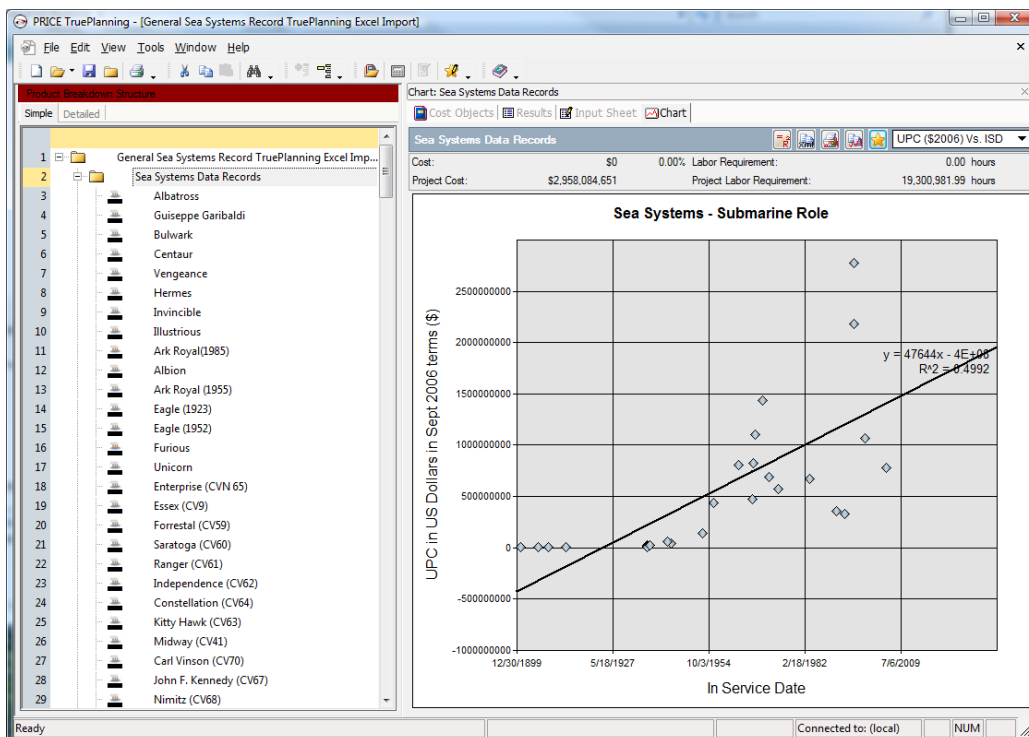 PRICE TruePlanning - [General Sea Systems Record TruePlanning Excel Import]
File Edit View Tools Window Help
Product Breakdown Structure
Simple Detailed
1 General Sea Systems Record TruePlanning Excel Imp...
2 Sea Systems Data Records
3 Albatross
4 Guiseppe Garibaldi
5 Bulwark
6 Centaur
7 Vengeance
8 Hermes
9 Invincible
10 Illustrious
11 Ark Royal(1985)
12 Albion
13 Ark Royal (1955)
14 Eagle (1923)
15 Eagle (1952)
16 Furious
17 Unicorn
18 Enterprise (CVN 65)
19 Essex (CV9)
20 Forrestal (CV59)
21 Saratoga (CV60)
22 Ranger (CV61)
23 Independence (CV62)
24 Constellation (CV64)
25 Kitty Hawk (CV63)
26 Midway (CV41)
27 Carl Vinson (CV70)
28 John F. Kennedy (CV67)
29 Nimitz (CV68)
Chart: Sea Systems Data Records
Cost Objects Results Input Sheet Chart
Sea Systems Data Records UPC ($2006) Vs. ISD
Cost: $0 0.00% Labor Requirement: 0.00 hours
Project Cost: $2,958,084,651 Project Labor Requirement: 19,300,981.99 hours
Sea Systems - Submarine Role
UPC in US Dollars in Sept 2006 terms ($)
2500000000
2000000000
y = 47644x - 4E+08
R^2 = 0.4992
1500000000
1000000000
500000000
0
-500000000
-1000000000
12/30/1899 5/18/1927 10/3/1954 2/18/1982 7/6/2009
In Service Date
Ready Connected to: (local) NUM